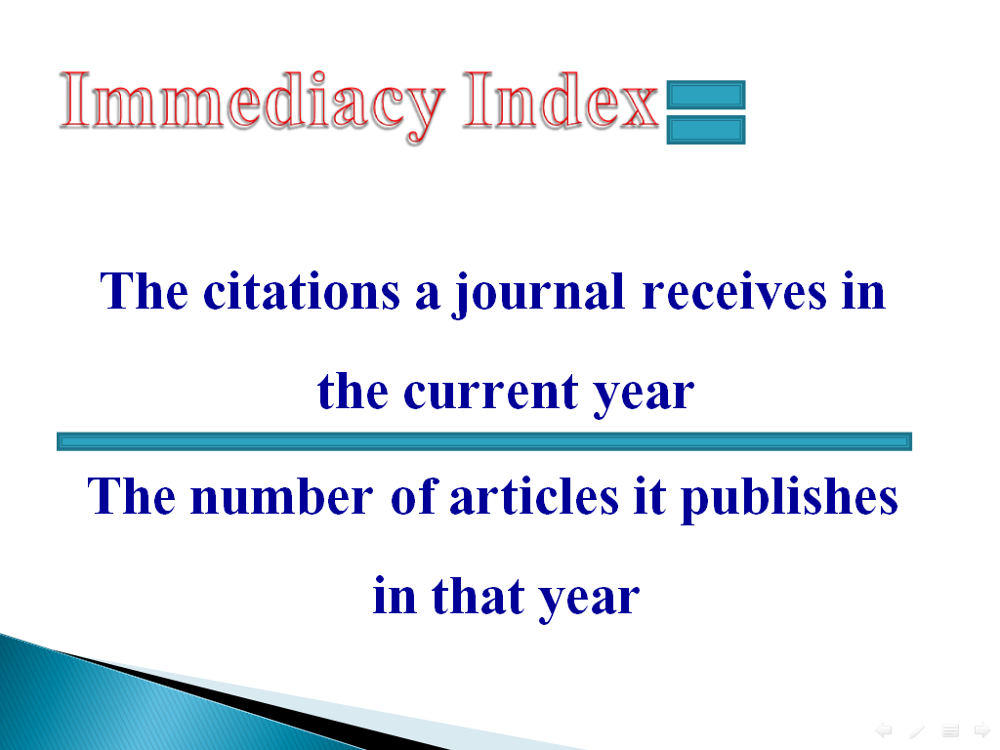 Immediacy Index
The citations a journal receives in
the current year
The number of articles it publishes
in that year